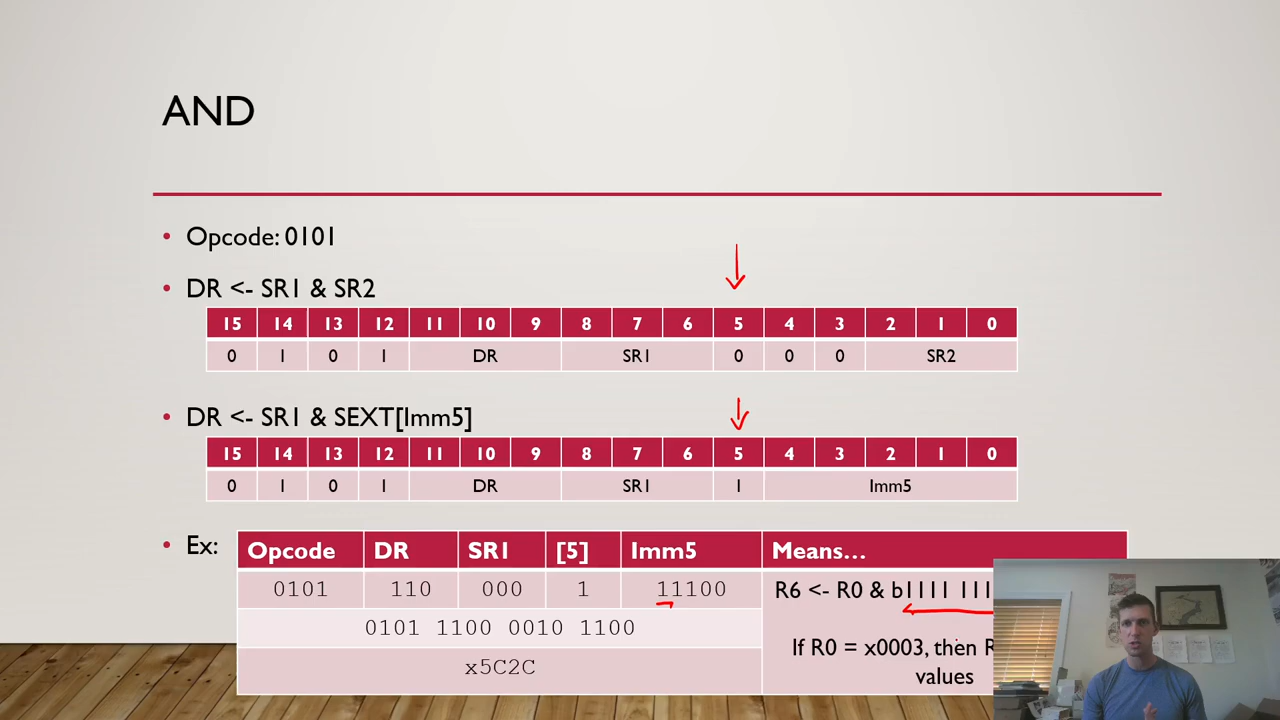 AND
• Opcode: 0101
• DR <- SR1 & SR2
15 14 13 12 11 10 9 8 7 6 5 4 3 2 1 0
0 1 0 1 DR SR1 0 0 0 SR2
• DR <- SR1 & SEXT[Imm5]
15 14 13 12 11 10 9 8 7 6 5 4 3 2 1 0
0 1 0 1 DR SR1 1 Imm5
• Ex:
Opcode DR SR1 [5] Imm5 Means...
0101 110 000 1 11100 R6 <- R0 & b1111 111
0101 1100 0010 1100
If R0 = x0003, then R
x5C2C
values